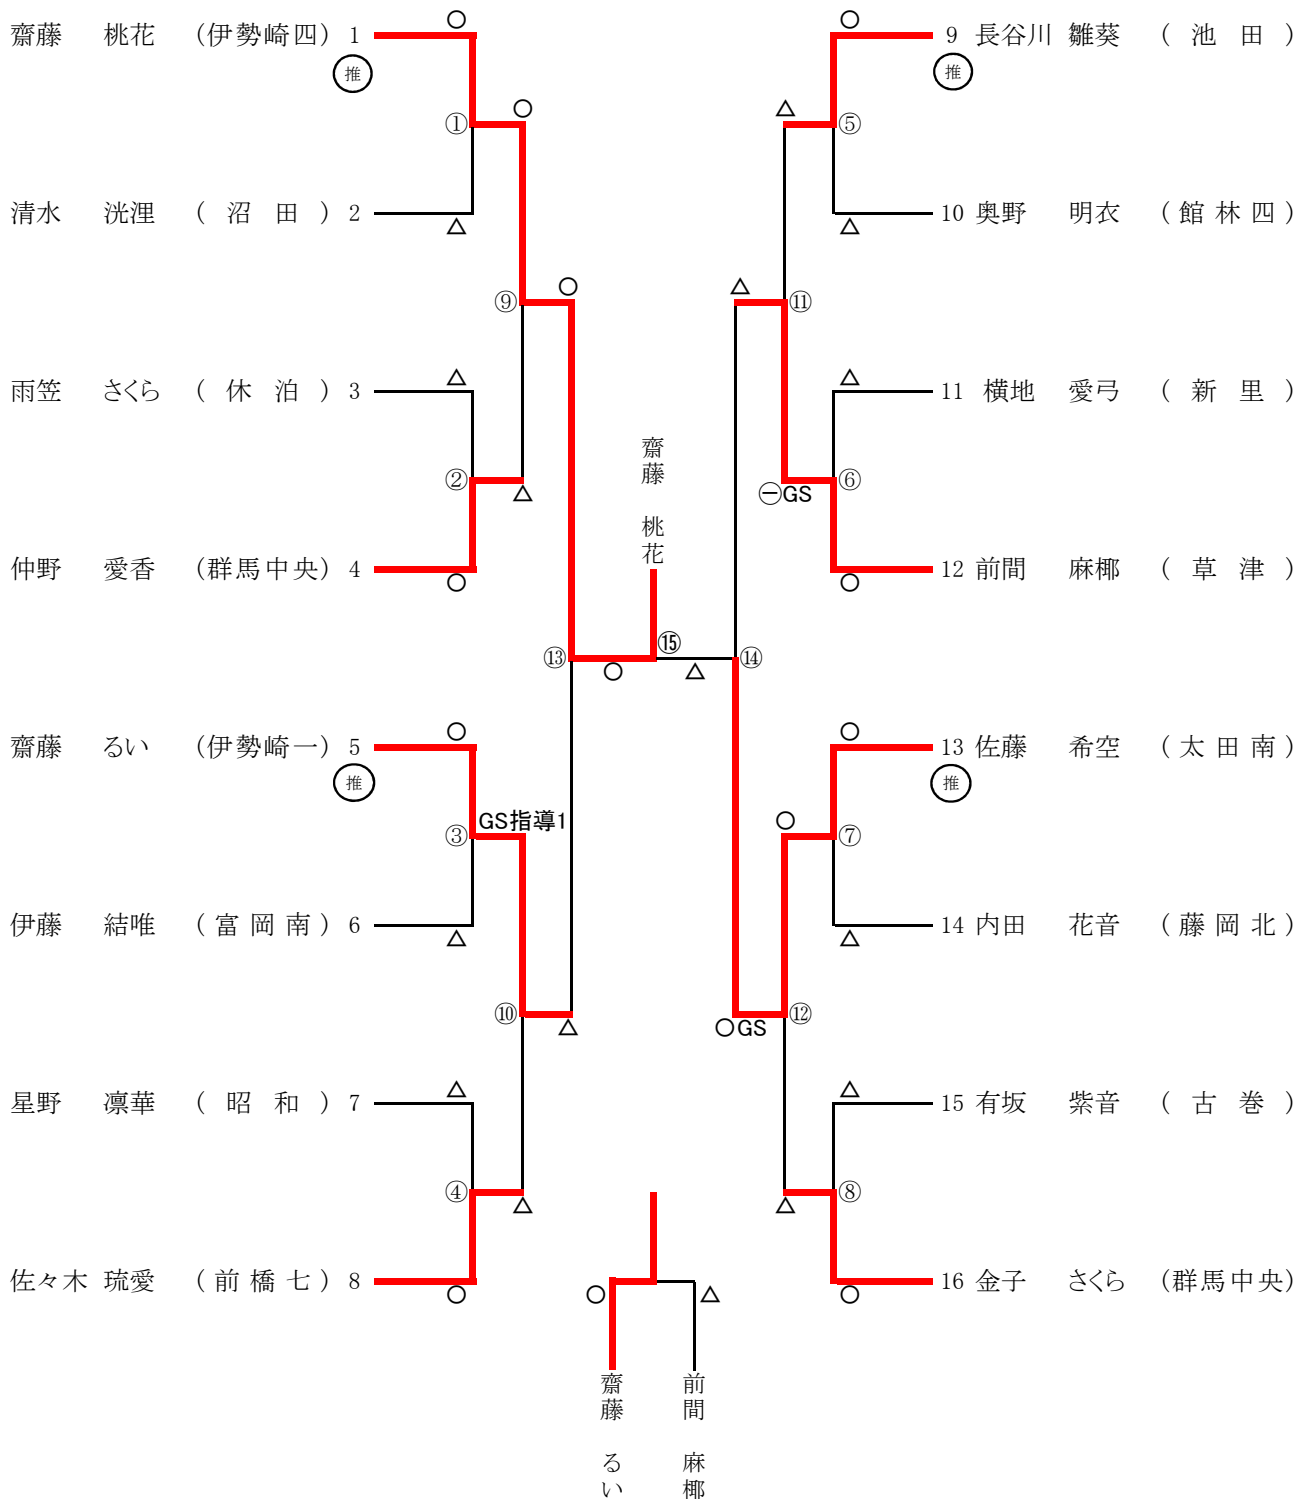 齋藤 桃花 (伊勢崎四) 1
推
①
清水 洸浬 (沼田) 2
⑨
雨笠 さくら (休泊) 3
②
仲野 愛香 (群馬中央) 4
⑬
齋藤 るい (伊勢崎一) 5
推
③ GS指導1
伊藤 結唯 (富岡南) 6
⑩
星野 凛華 (昭和) 7
④
佐々木 琉愛 (前橋七) 8
齋藤 桃花
⑮
9 長谷川 雛葵 (池田)
推
⑤
10 奥野 明衣 (館林四)
⑪
11 横地 愛弓 (新里)
⊖GS ⑥
12 前間 麻椰 (草津)
⑭
13 佐藤 希空 (太田南)
推
⑦
14 内田 花音 (藤岡北)
○GS ⑫
15 有坂 紫音 (古巻)
⑧
16 金子 さくら (群馬中央)
齋藤 るい
前間 麻椰